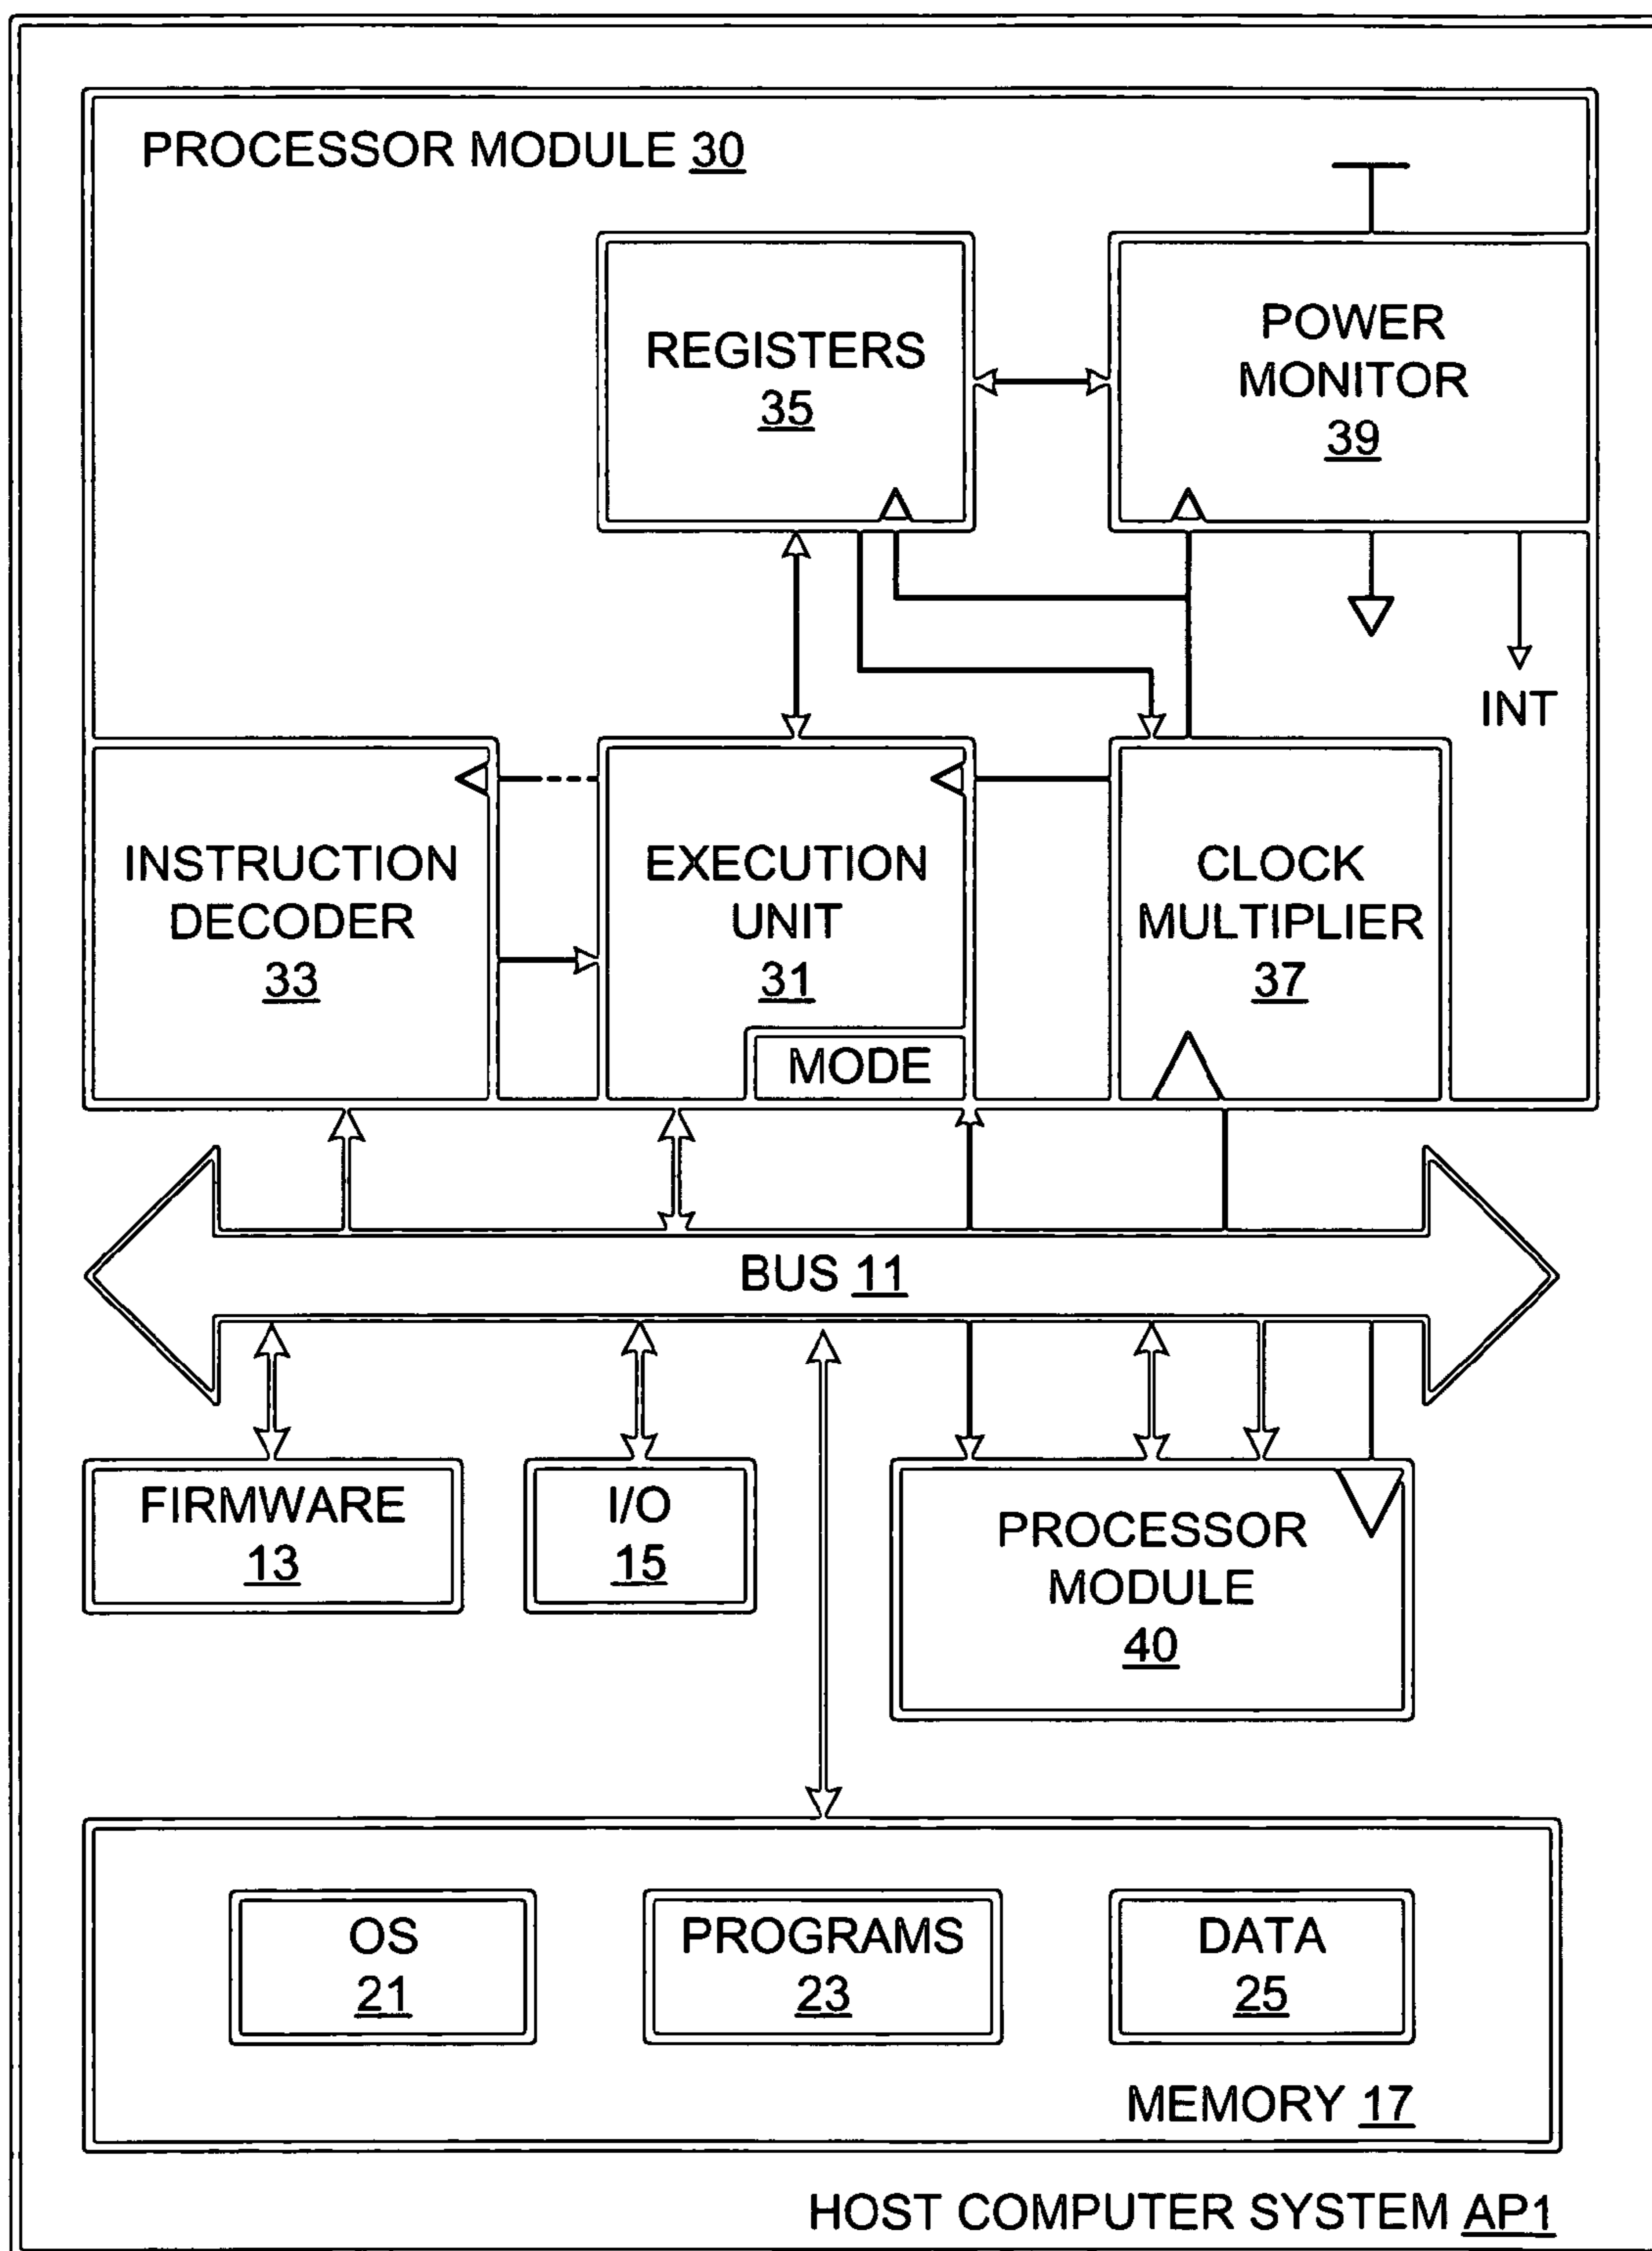 PROCESSOR MODULE 30
REGISTERS
35
POWER
MONITOR
39
INT
INSTRUCTION
DECODER
33
EXECUTION
UNIT
31
MODE
CLOCK
MULTIPLIER
37
BUS 11
FIRMWARE
13
I/O
15
PROCESSOR
MODULE
40
OS
21
PROGRAMS
23
DATA
25
MEMORY 17
HOST COMPUTER SYSTEM AP1